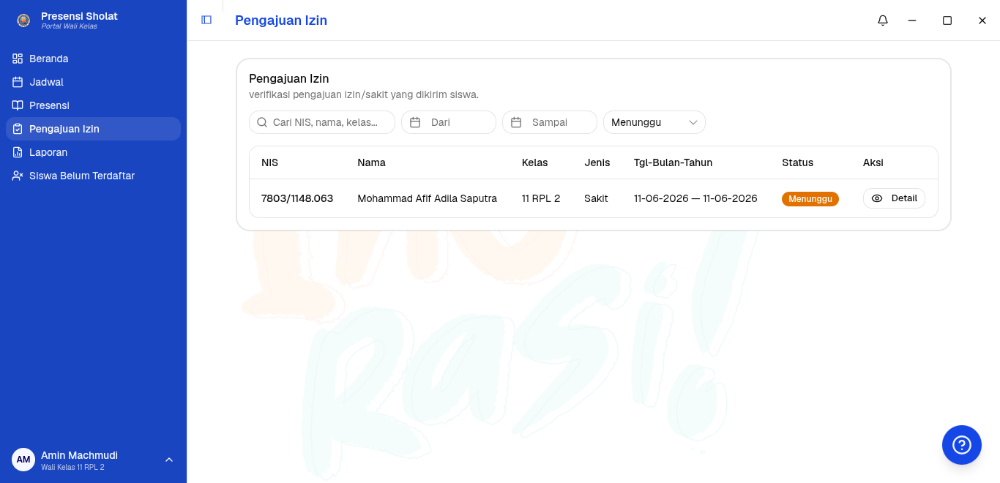 Presensi Sholat
Portal Wali Kelas
Beranda
Jadwal
Presensi
Pengajuan Izin
Laporan
Siswa Belum Terdaftar
AM
Amin Machmudi
Wali Kelas 11 RPL 2
Pengajuan Izin
Pengajuan Izin
verifikasi pengajuan izin/sakit yang dikirim siswa.
Cari NIS, nama, kelas... Dari Sampai Menunggu
NIS Nama Kelas Jenis Tgl-Bulan-Tahun Status Aksi
7803/1148.063 Mohammad Afif Adila Saputra 11 RPL 2 Sakit 11-06-2026 — 11-06-2026 Menunggu Detail
RaSi!